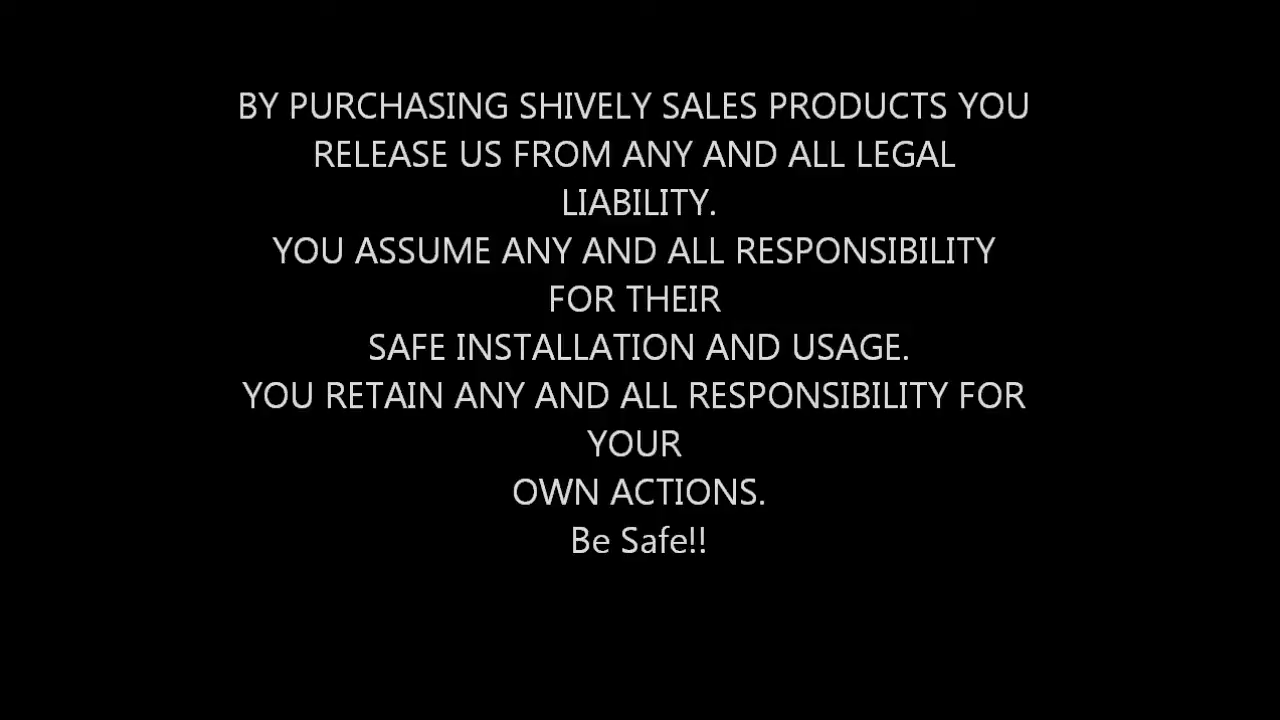 BY PURCHASING SHIVELY SALES PRODUCTS YOU
RELEASE US FROM ANY AND ALL LEGAL
LIABILITY.
YOU ASSUME ANY AND ALL RESPONSIBILITY
FOR THEIR
SAFE INSTALLATION AND USAGE.
YOU RETAIN ANY AND ALL RESPONSIBILITY FOR
YOUR
OWN ACTIONS.
Be Safe!!